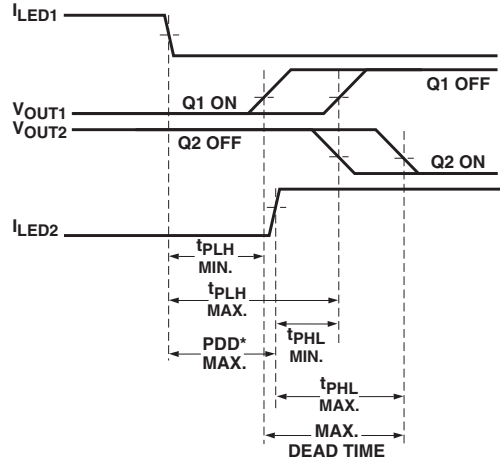 ILED1
VOUT1
Q1 ON
Q1 OFF
VOUT2
Q2 OFF
Q2 ON
ILED2
tPLH
MIN.
tPLH
MAX.
tPHL
MIN.
PDD*
MAX.
tPHL
MAX.
MAX.
DEAD TIME